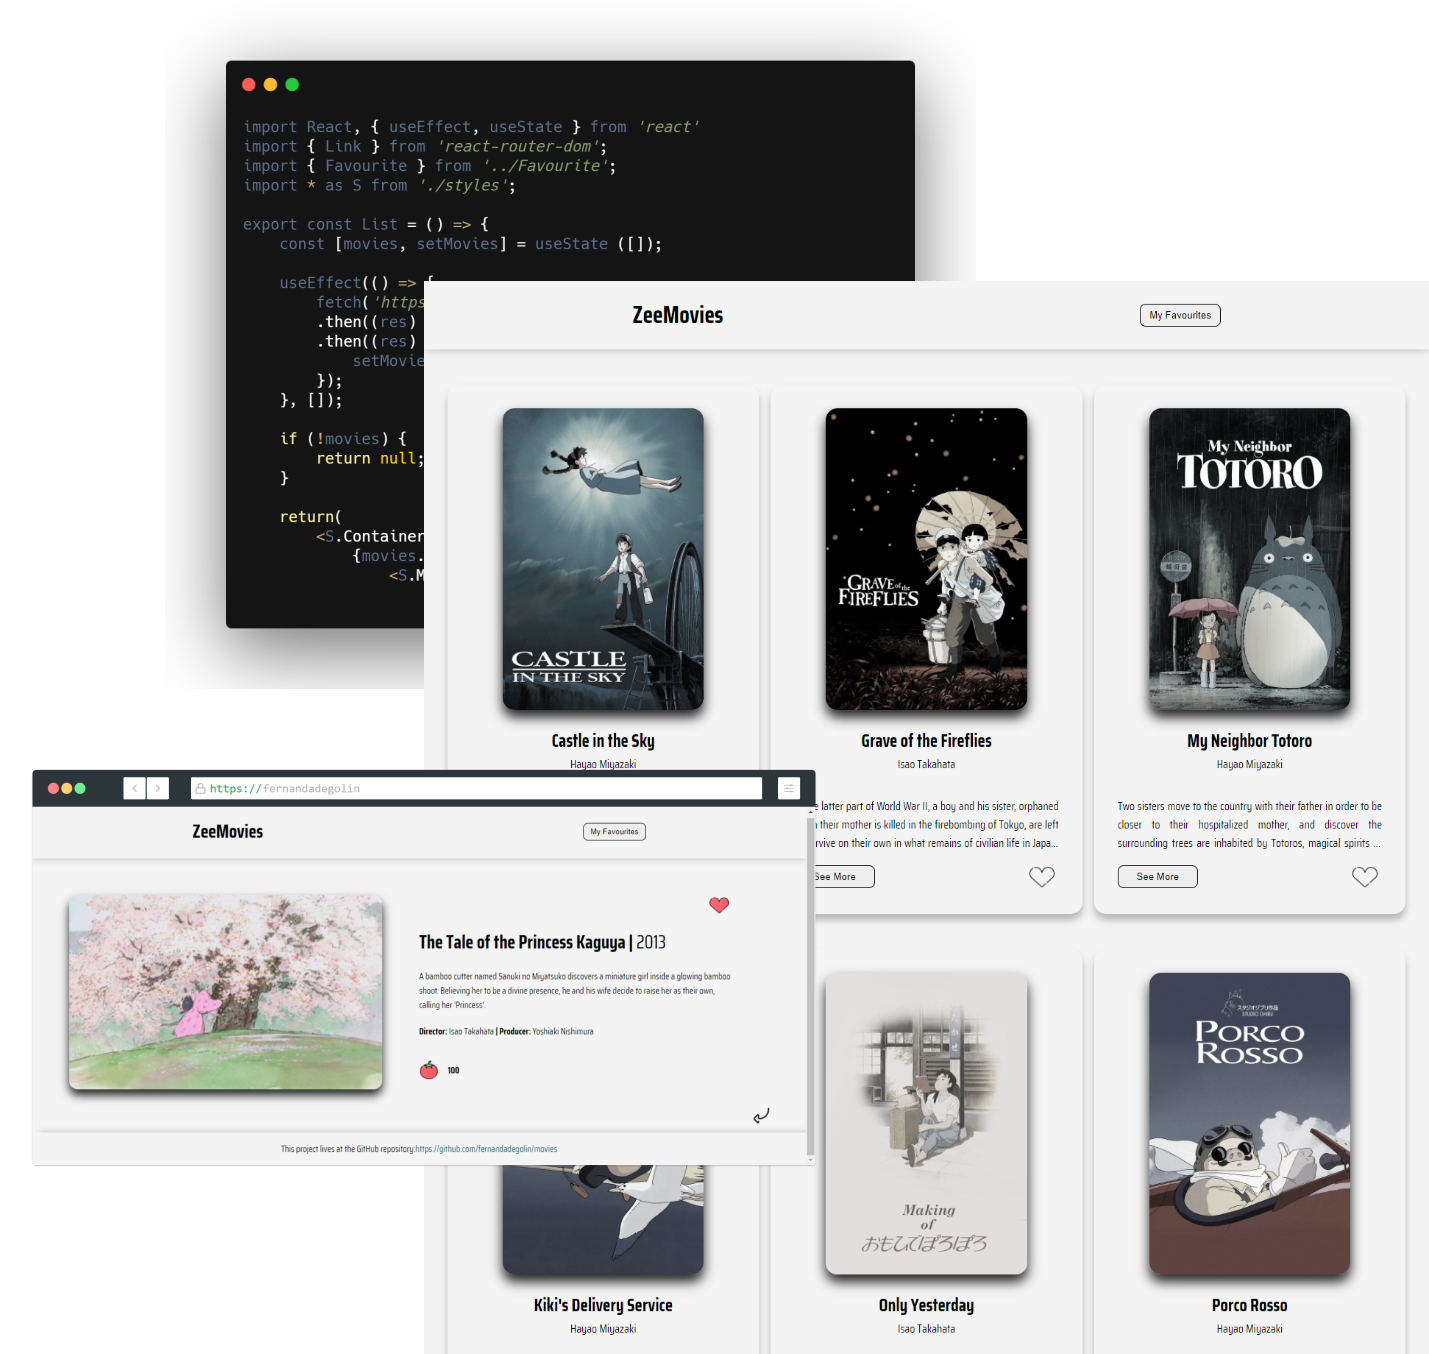 import React, { useEffect, useState } from 'react'
import { Link } from 'react-router-dom';
import { Favourite } from '../Favourite';
import * as S from './styles';
export const List = () => {
const [movies, setMovies] = useState ([]);
useEffect(() => {
fetch('https
.then((res)
.then((res)
setMovie
});
}, []);
if (!movies) {
return null;
}
return(
<S.Container
{movies.
<S.M
ZeeMovies
My Favourites
CASTLE
IN THE SKY
GRAVE of the
FIREFLIES
My Neighbor
TOTORO
Castle in the Sky
Hayao Miyazaki
Grave of the Fireflies
Isao Takahata
My Neighbor Totoro
Hayao Miyazaki
latter part of World War II, a boy and his sister, orphaned
their mother is killed in the firebombing of Tokyo, are left
rvive on their own in what remains of civilian life in Japa...
See More
Two sisters move to the country with their father in order to be
closer to their hospitalized mother, and discover the
surrounding trees are inhabited by Totoros, magical spirits ...
See More
https://fernandadegolin
ZeeMovies
My Favourites
The Tale of the Princess Kaguya | 2013
A bamboo cutter named Sanuki no Miyatsuko discovers a miniature girl inside a glowing bamboo
shoot. Believing her to be a divine presence, he and his wife decide to raise her as their own,
calling her 'Princess'.
Director: Isao Takahata | Producer: Yoshiaki Nishimura
100
This project lives at the GitHub repository:https://github.com/fernandadegolin/movies
Making
of
おもひでぽろぽろ
スタジオジブリ作品
STUDIO GHIBLI
PORCO
ROSSO
Kiki's Delivery Service
Hayao Miyazaki
Only Yesterday
Isao Takahata
Porco Rosso
Hayao Miyazaki